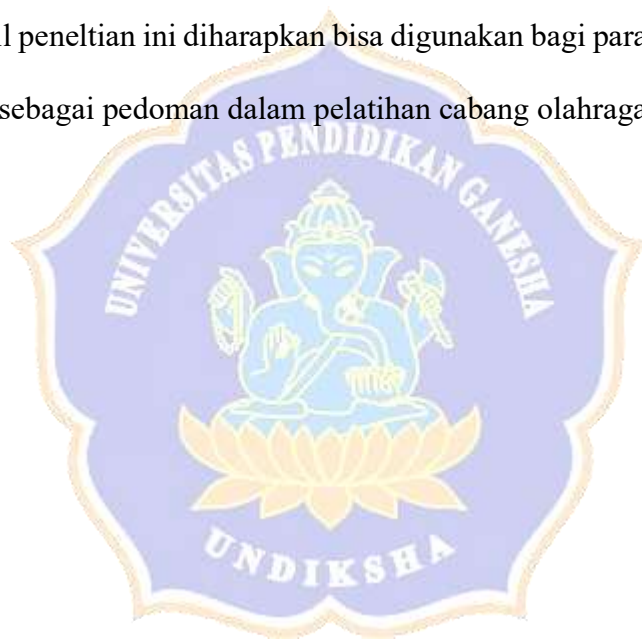 l peneltian ini diharapkan bisa digunakan bagi para
sebagai pedoman dalam pelatihan cabang olahraga
UNIVERSITAS PENDIDIKAN GANESHA
UNDIKSHA